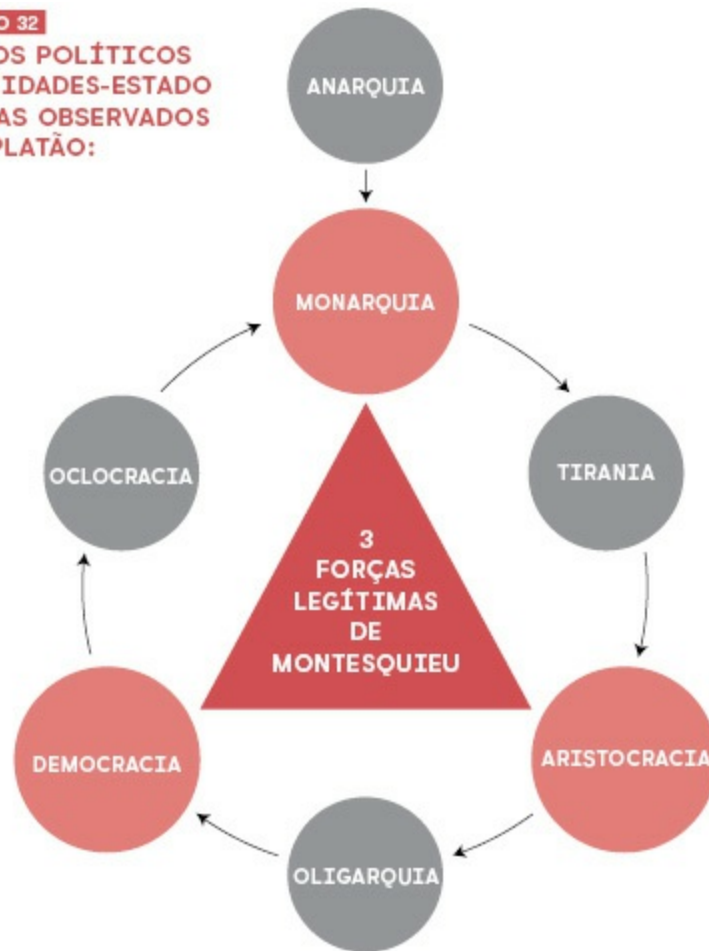 O 32
OS POLÍTICOS
IDADES-ESTADO
AS OBSERVADOS
PLATÃO:
ANARQUIA
MONARQUIA
OCLOCRACIA
TIRANIA
3
FORÇAS
LEGÍTIMAS
DE
MONTESQUIEU
DEMOCRACIA
ARISTOCRACIA
OLIGARQUIA